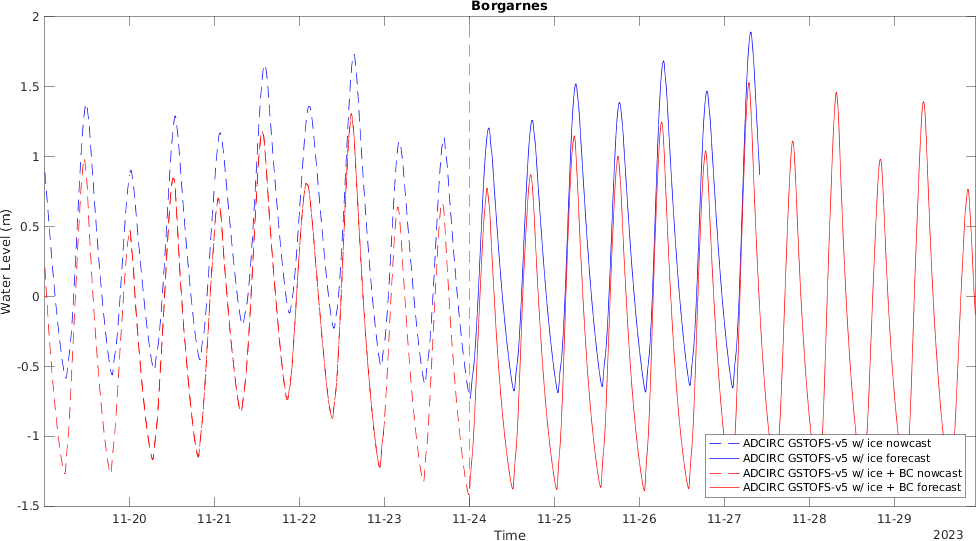 Borgarnes
2
1.5
1
0.5
0
-0.5
-1
-1.5
Water Level (m)
11-20 11-21 11-22 11-23 11-24 11-25 11-26 11-27 11-28 11-29
Time
2023
ADCIRC GSTOFS-v5 w/ ice nowcast
ADCIRC GSTOFS-v5 w/ ice forecast
ADCIRC GSTOFS-v5 w/ ice + BC nowcast
ADCIRC GSTOFS-v5 w/ ice + BC forecast